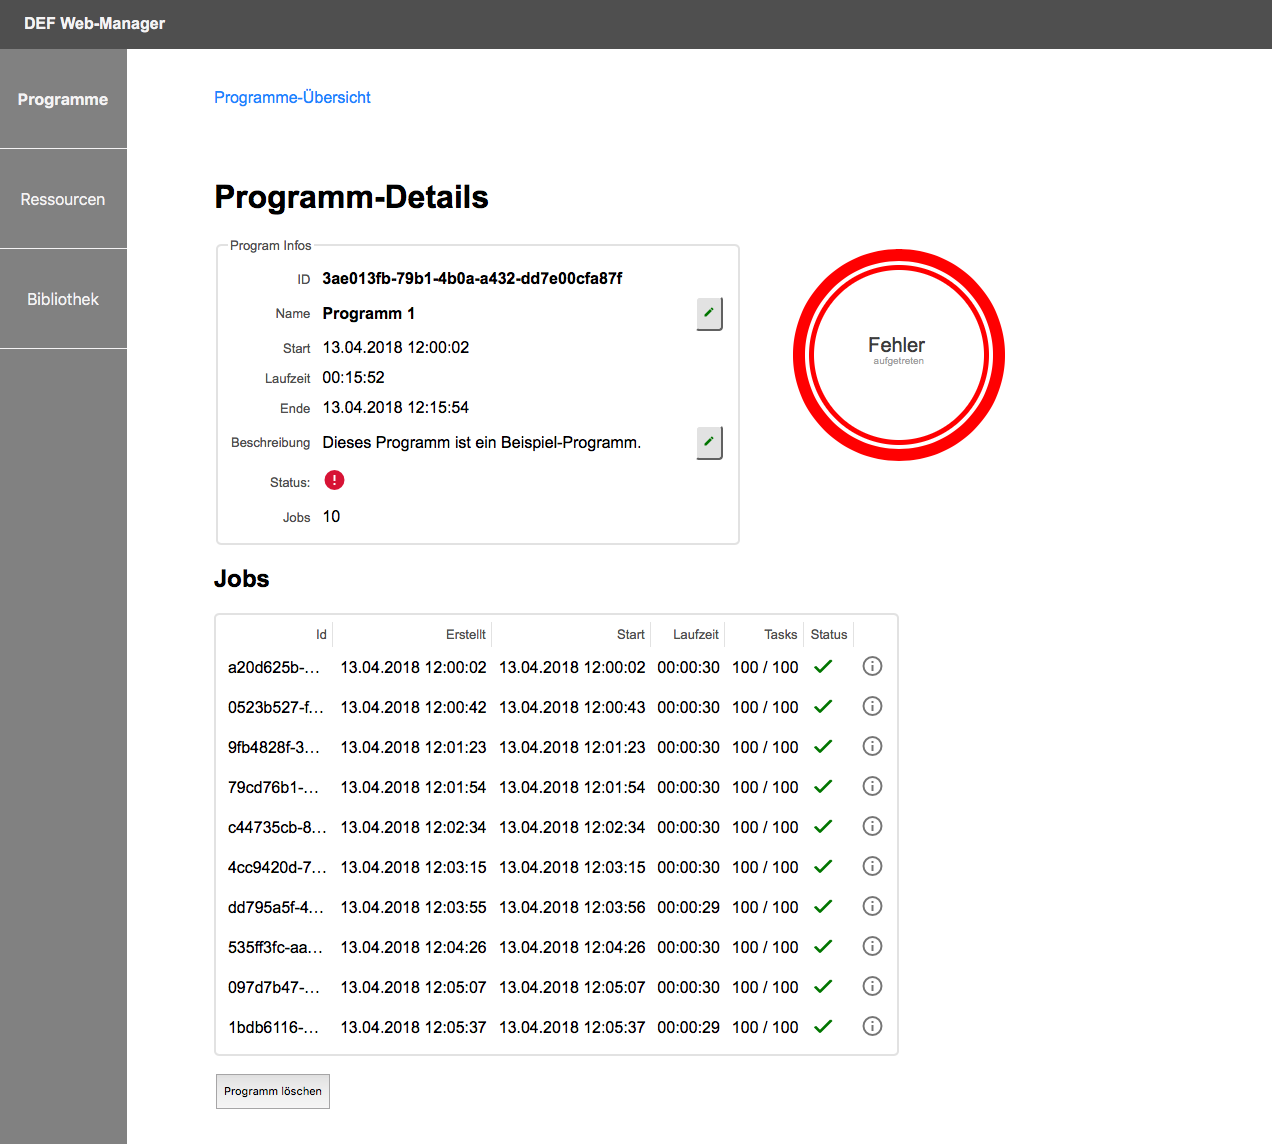 DEF Web-Manager
Programme
Ressourcen
Bibliothek
Programme-Übersicht
Programm-Details
Program Infos
ID 3ae013fb-79b1-4b0a-a432-dd7e00cfa87f
Name Programm 1
Start 13.04.2018 12:00:02
Laufzeit 00:15:52
Ende 13.04.2018 12:15:54
Beschreibung Dieses Programm ist ein Beispiel-Programm.
Status:
Jobs 10
Fehler
aufgetreten
Jobs
Id Erstellt Start Laufzeit Tasks Status
a20d625b-… 13.04.2018 12:00:02 13.04.2018 12:00:02 00:00:30 100 / 100
0523b527-f… 13.04.2018 12:00:42 13.04.2018 12:00:43 00:00:30 100 / 100
9fb4828f-3… 13.04.2018 12:01:23 13.04.2018 12:01:23 00:00:30 100 / 100
79cd76b1-… 13.04.2018 12:01:54 13.04.2018 12:01:54 00:00:30 100 / 100
c44735cb-8… 13.04.2018 12:02:34 13.04.2018 12:02:34 00:00:30 100 / 100
4cc9420d-7… 13.04.2018 12:03:15 13.04.2018 12:03:15 00:00:30 100 / 100
dd795a5f-4… 13.04.2018 12:03:55 13.04.2018 12:03:56 00:00:29 100 / 100
535ff3fc-aa… 13.04.2018 12:04:26 13.04.2018 12:04:26 00:00:30 100 / 100
097d7b47-… 13.04.2018 12:05:07 13.04.2018 12:05:07 00:00:30 100 / 100
1bdb6116-… 13.04.2018 12:05:37 13.04.2018 12:05:37 00:00:29 100 / 100
Programm löschen